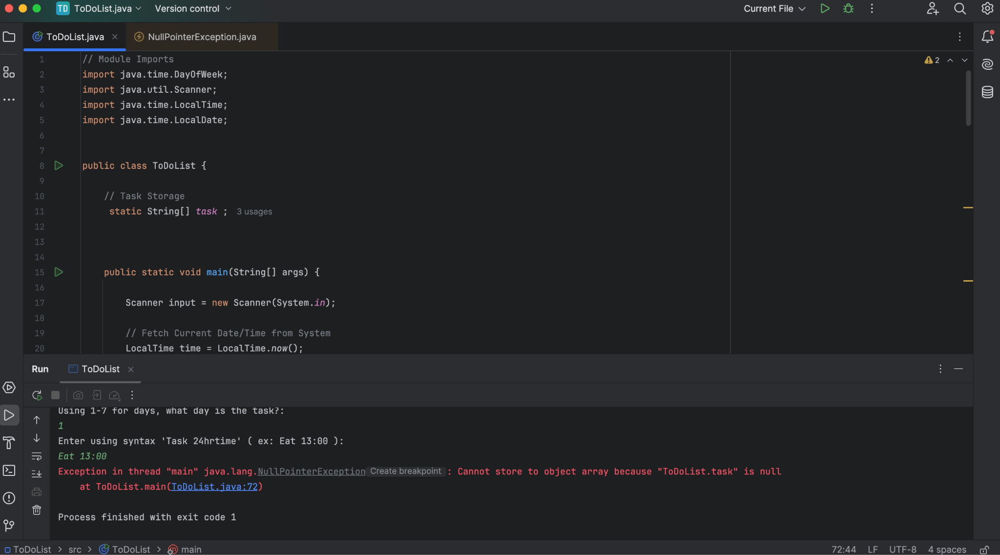 TD ToDoList.java Version control Current File
ToDoList.java NullPointerException.java
2
1 // Module Imports
2 import java.time.DayOfWeek;
3 import java.util.Scanner;
4 import java.time.LocalTime;
5 import java.time.LocalDate;
6
7
8 public class ToDoList {
9
10 // Task Storage
11 static String[] task ; 3 usages
12
13
14
15 public static void main(String[] args) {
16
17 Scanner input = new Scanner(System.in);
18
19 // Fetch Current Date/Time from System
20 LocalTime time = LocalTime.now();
Run ToDoList
Using 1-7 for days, what day is the task?:
1
Enter using syntax 'Task 24hrtime' ( ex: Eat 13:00 ):
Eat 13:00
Exception in thread "main" java.lang.NullPointerException Create breakpoint : Cannot store to object array because "ToDoList.task" is null
at ToDoList.main(ToDoList.java:72)
Process finished with exit code 1
ToDoList > src > ToDoList > main 72:44 LF UTF-8 4 spaces